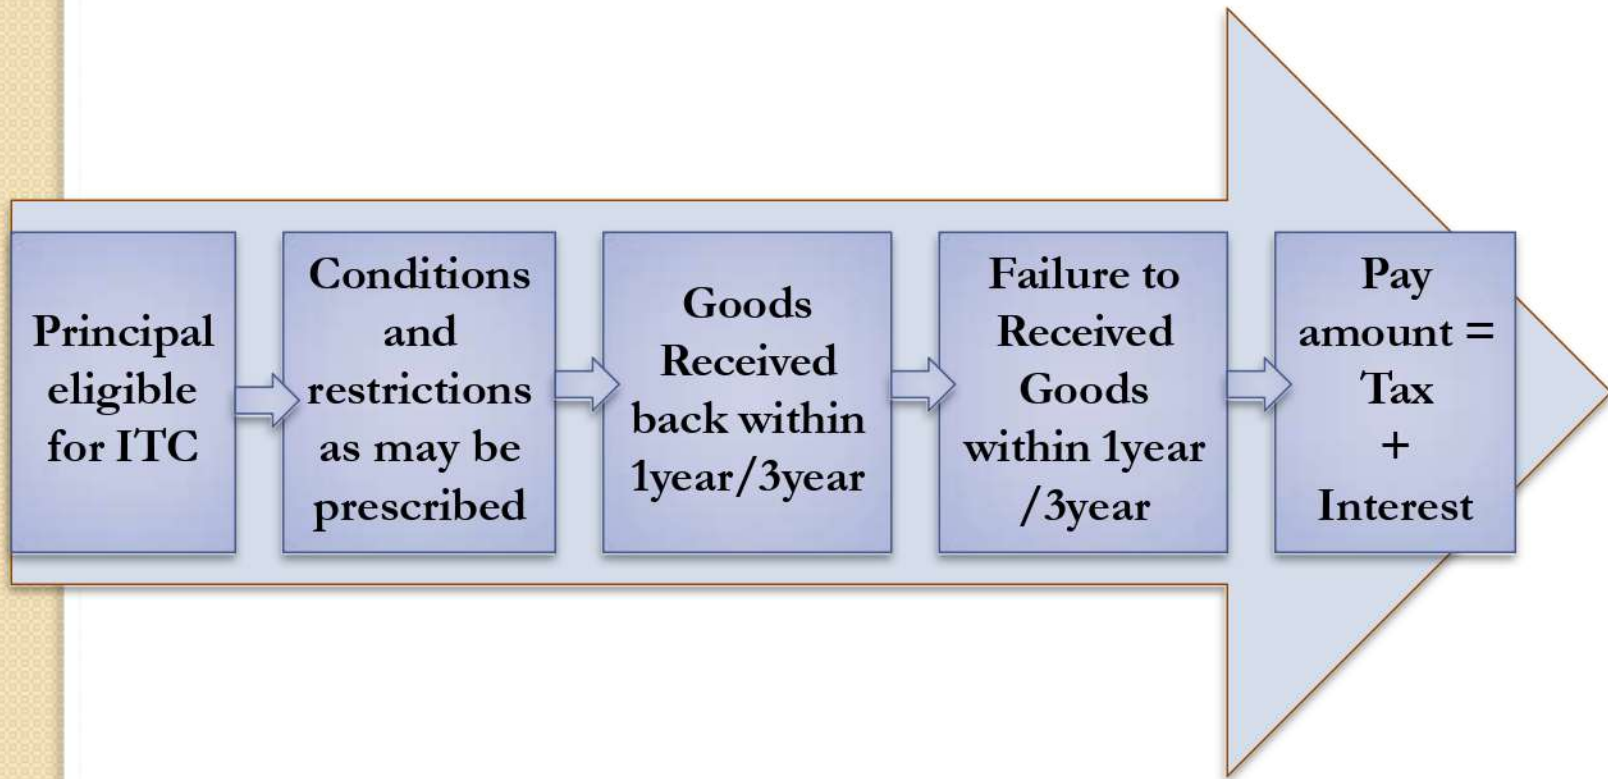 Principal
eligible
for ITC
Conditions
and
restrictions
as may be
prescribed
Goods
Received
back within
1year/3year
Failure to
Received
Goods
within 1year
/3year
Pay
amount =
Tax
+
Interest